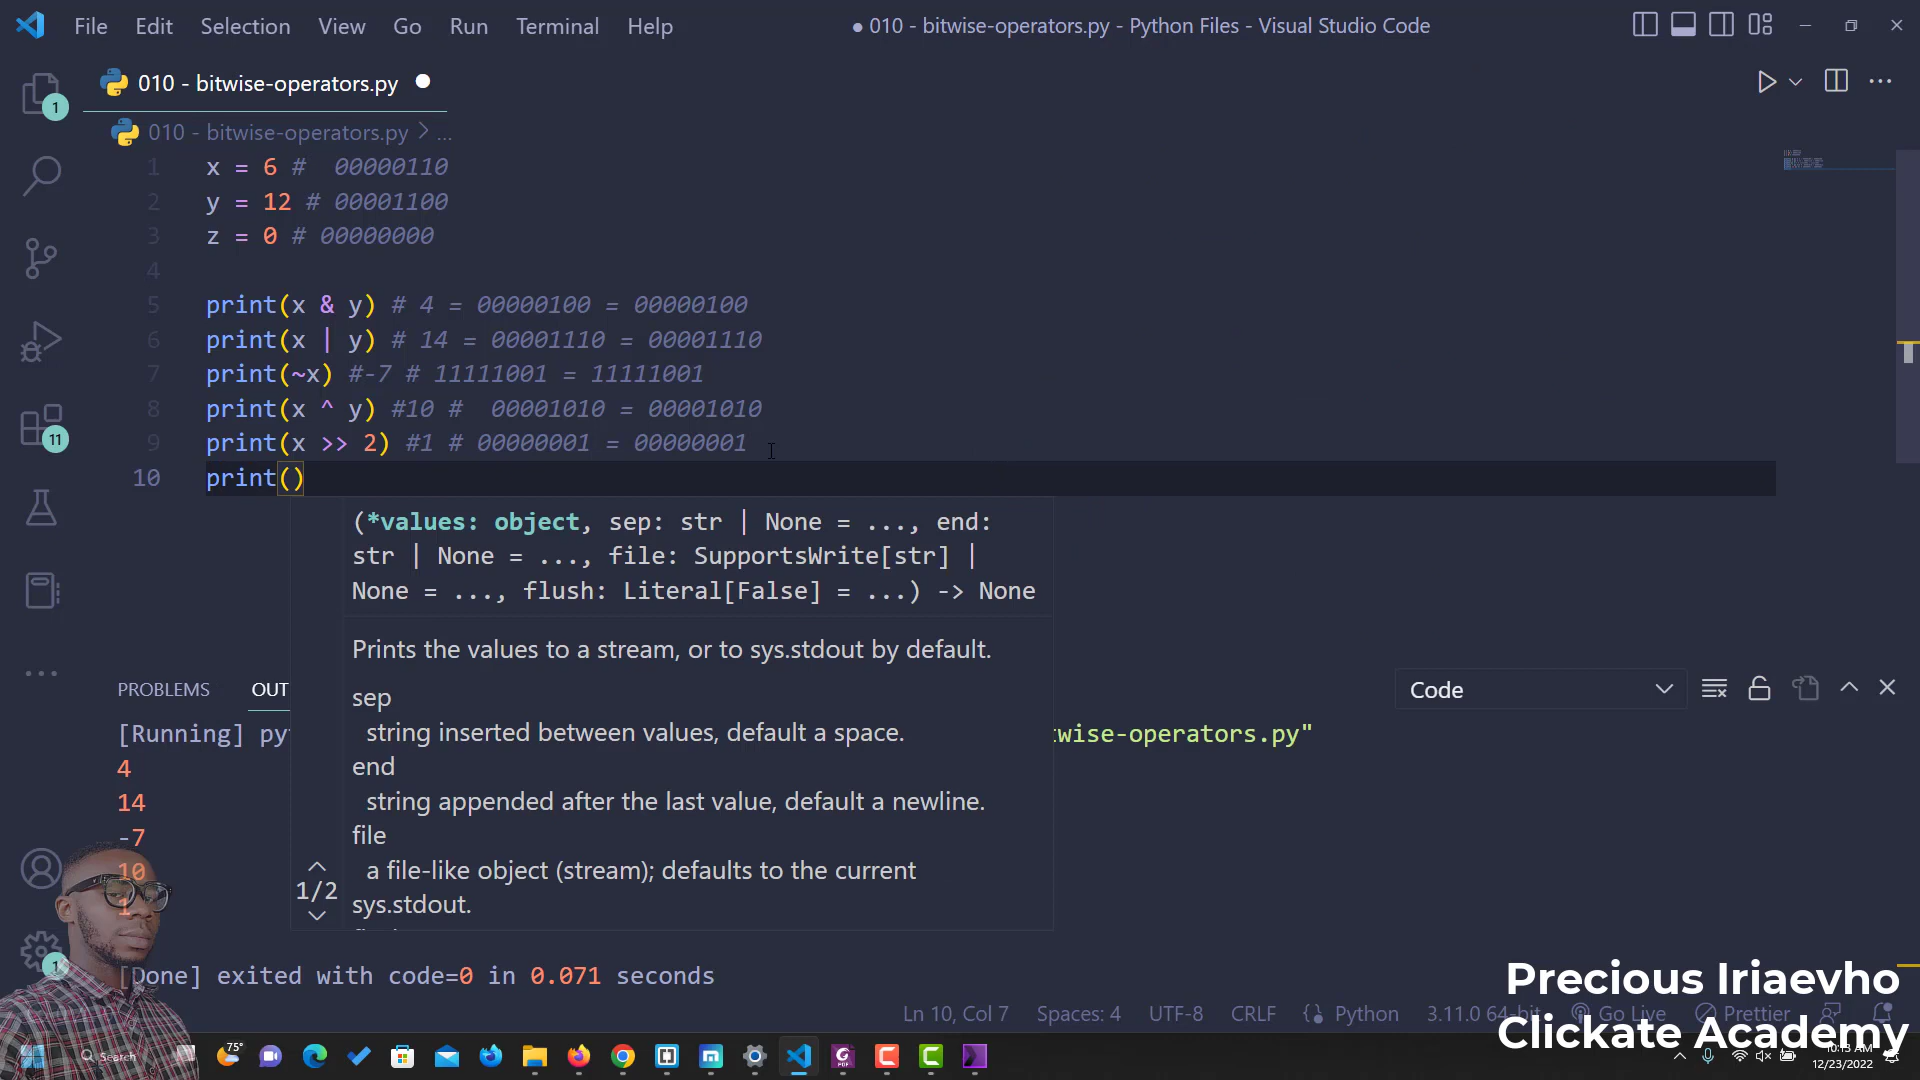 File Edit Selection View Go Run Terminal Help
● 010 - bitwise-operators.py - Python Files - Visual Studio Code
010 - bitwise-operators.py
010 - bitwise-operators.py > ...
1 x = 6 #  00000110
2 y = 12 # 00001100
3 z = 0 # 00000000
4
5 print(x & y) # 4 = 00000100 = 00000100
6 print(x | y) # 14 = 00001110 = 00001110
7 print(~x) #-7 # 11111001 = 11111001
8 print(x ^ y) #10 #  00001010 = 00001010
9 print(x >> 2) #1 # 00000001 = 00000001
10 print()
1
11
1
(*values: object, sep: str | None = ..., end:
str | None = ..., file: SupportsWrite[str] |
None = ..., flush: Literal[False] = ...) -> None
Prints the values to a stream, or to sys.stdout by default.
sep
string inserted between values, default a space.
end
string appended after the last value, default a newline.
file
a file-like object (stream); defaults to the current
sys.stdout.
1/2
PROBLEMS OUT
Code
[Running] py
wise-operators.py"
4
14
-7
10
1
[Done] exited with code=0 in 0.071 seconds
Precious Iriaevho
Clickate Academy
Ln 10, Col 7 Spaces: 4 UTF-8 CRLF Python 3.11.0 64-bit Go Live Prettier
75°
Search
10:13 AM
12/23/2022